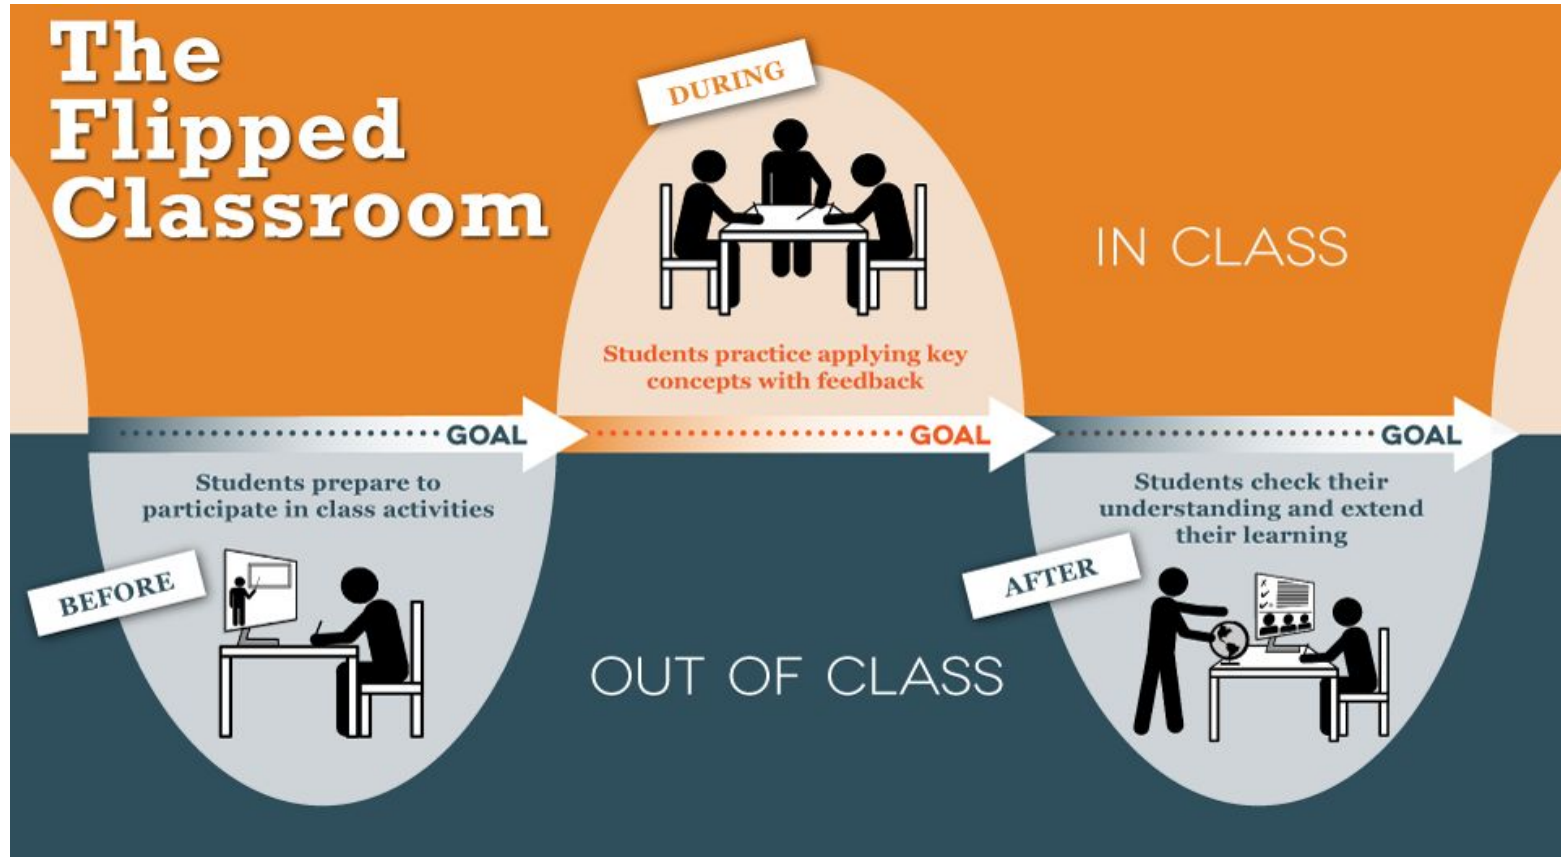 The
Flipped
Classroom
DURING
IN CLASS
Students practice applying key
concepts with feedback
GOAL
GOAL
GOAL
Students prepare to
participate in class activities
BEFORE
OUT OF CLASS
Students check their
understanding and extend
their learning
AFTER